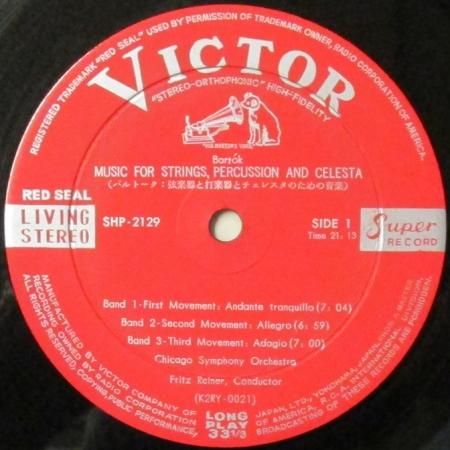 REGISTERED TRADEMARK "RED SEAL" USED BY PERMISSION OF TRADEMARK OWNER, RADIO CORPORATION OF AMERICA.
VICTOR
"STEREO-ORTHOPHONIC" HIGH-FIDELITY
"HIS MASTER'S VOICE"
Bartók
MUSIC FOR STRINGS, PERCUSSION AND CELESTA
(バルトーク:弦楽器と打楽器とチェレスタのための音楽)
RED SEAL
LIVING
STEREO
SHP-2129
SIDE 1
Time 21:13
Super
RECORD
Band 1-First Movement: Andante tranquillo (7:04)
Band 2-Second Movement: Allegro (6:59)
Band 3-Third Movement: Adagio (7:00)
Chicago Symphony Orchestra
Fritz Reiner, Conductor
(K2RY-0021)
LONG
PLAY
33 1/3
MANUFACTURED BY VICTOR COMPANY OF
JAPAN, LTD., YOKOHAMA, JAPAN.
RECORDING OWNED BY RADIO CORPORATION
OF AMERICA, R.C.A. INTERNATIONAL DIVISION.
ALL RIGHTS RESERVED.
COPYING, PUBLIC PERFORMANCE,
BROADCASTING OF THESE RECORDS ARE FORBIDDEN.